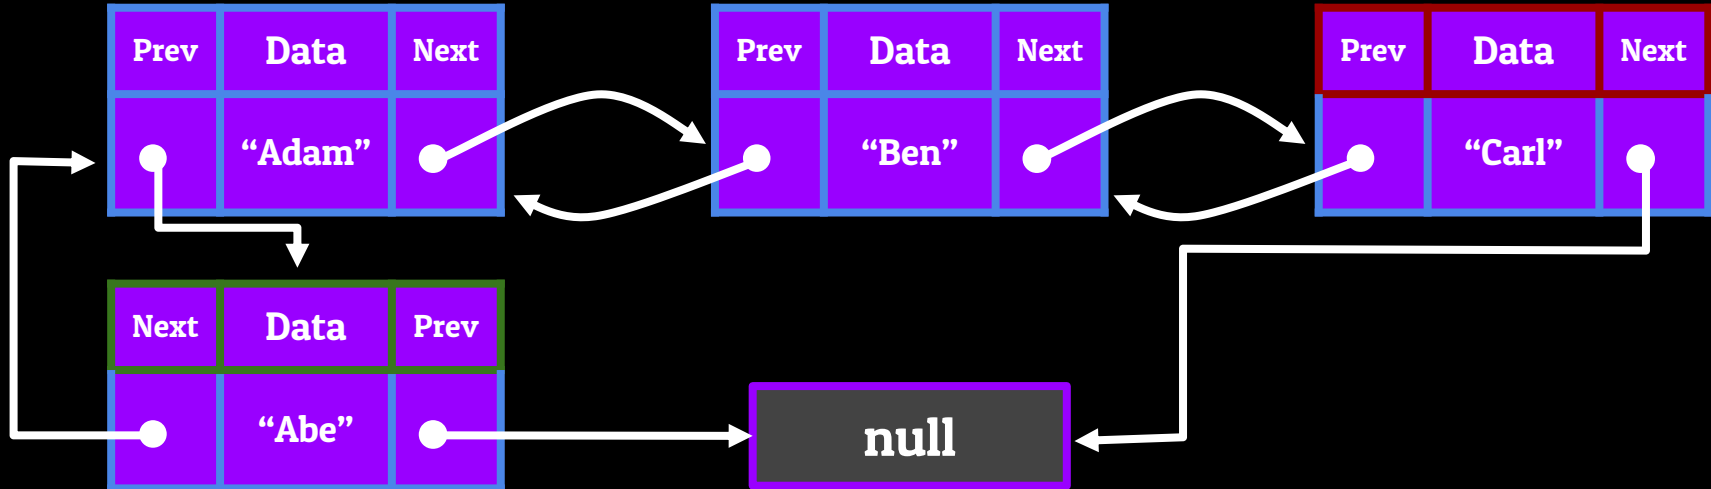 Prev Data Next
“Adam”
Prev Data Next
“Ben”
Prev Data Next
“Carl”
Next Data Prev
“Abe”
null